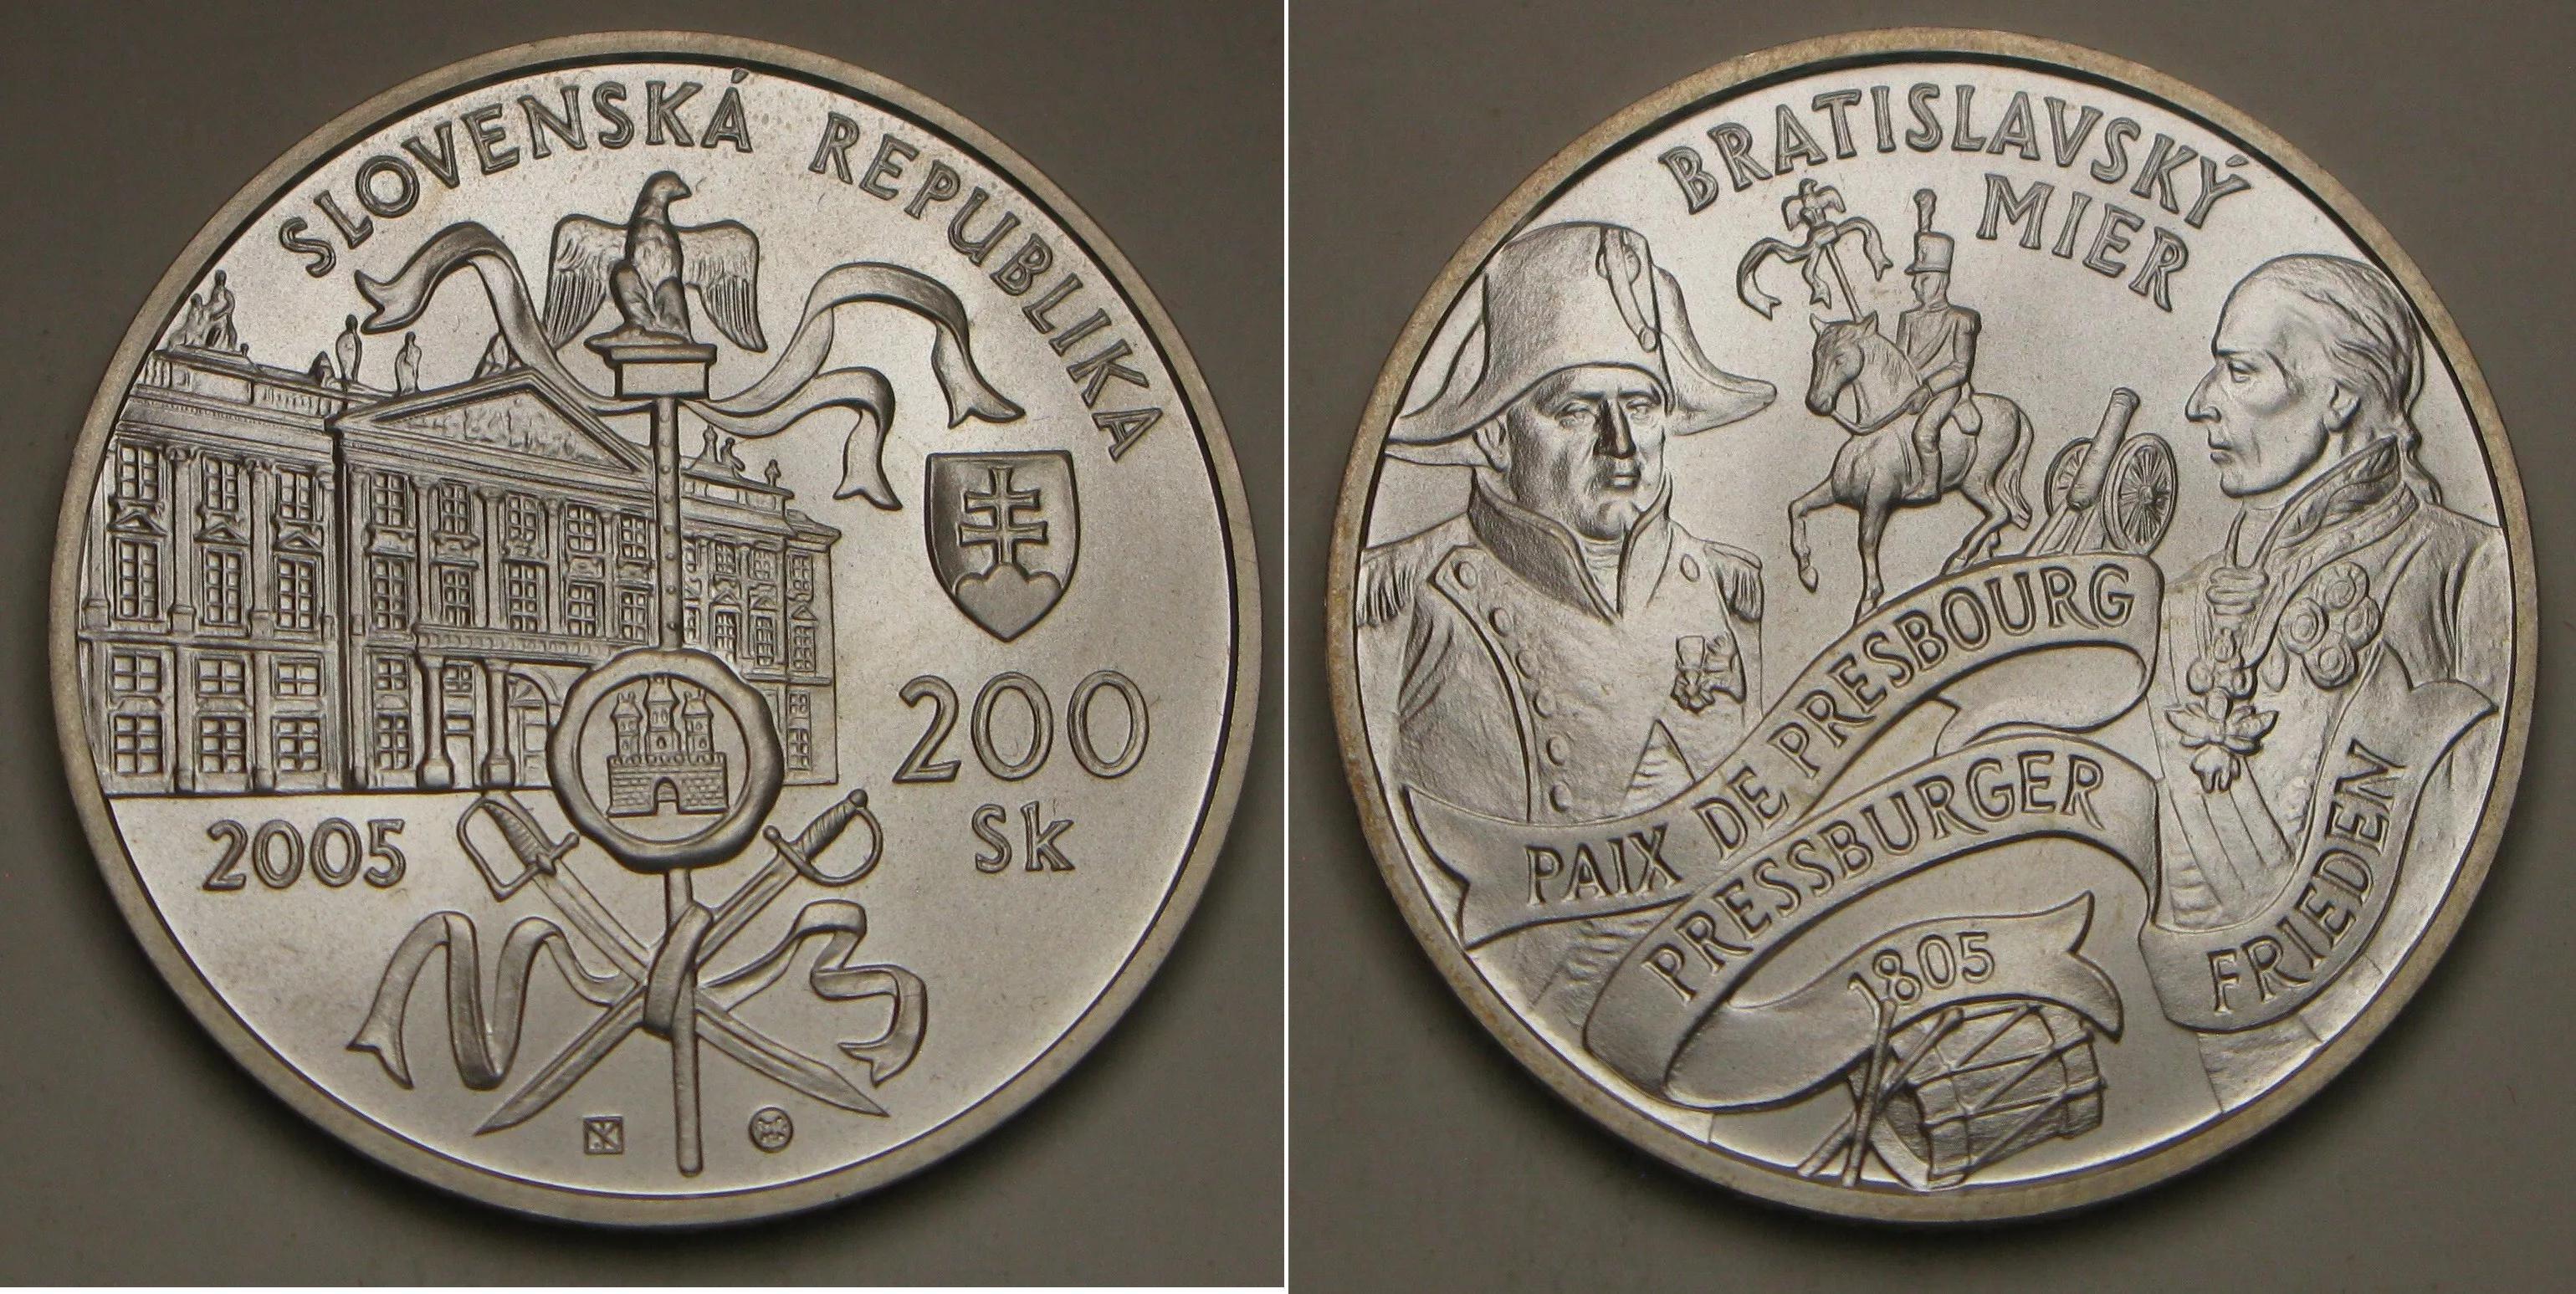 SLOVENSKÁ REPUBLIKA
200
Sk
2005
BRATISLAVSKÝ
MIER
PAIX DE PRESBOURG
PRESSBURGER
FRIEDEN
1805